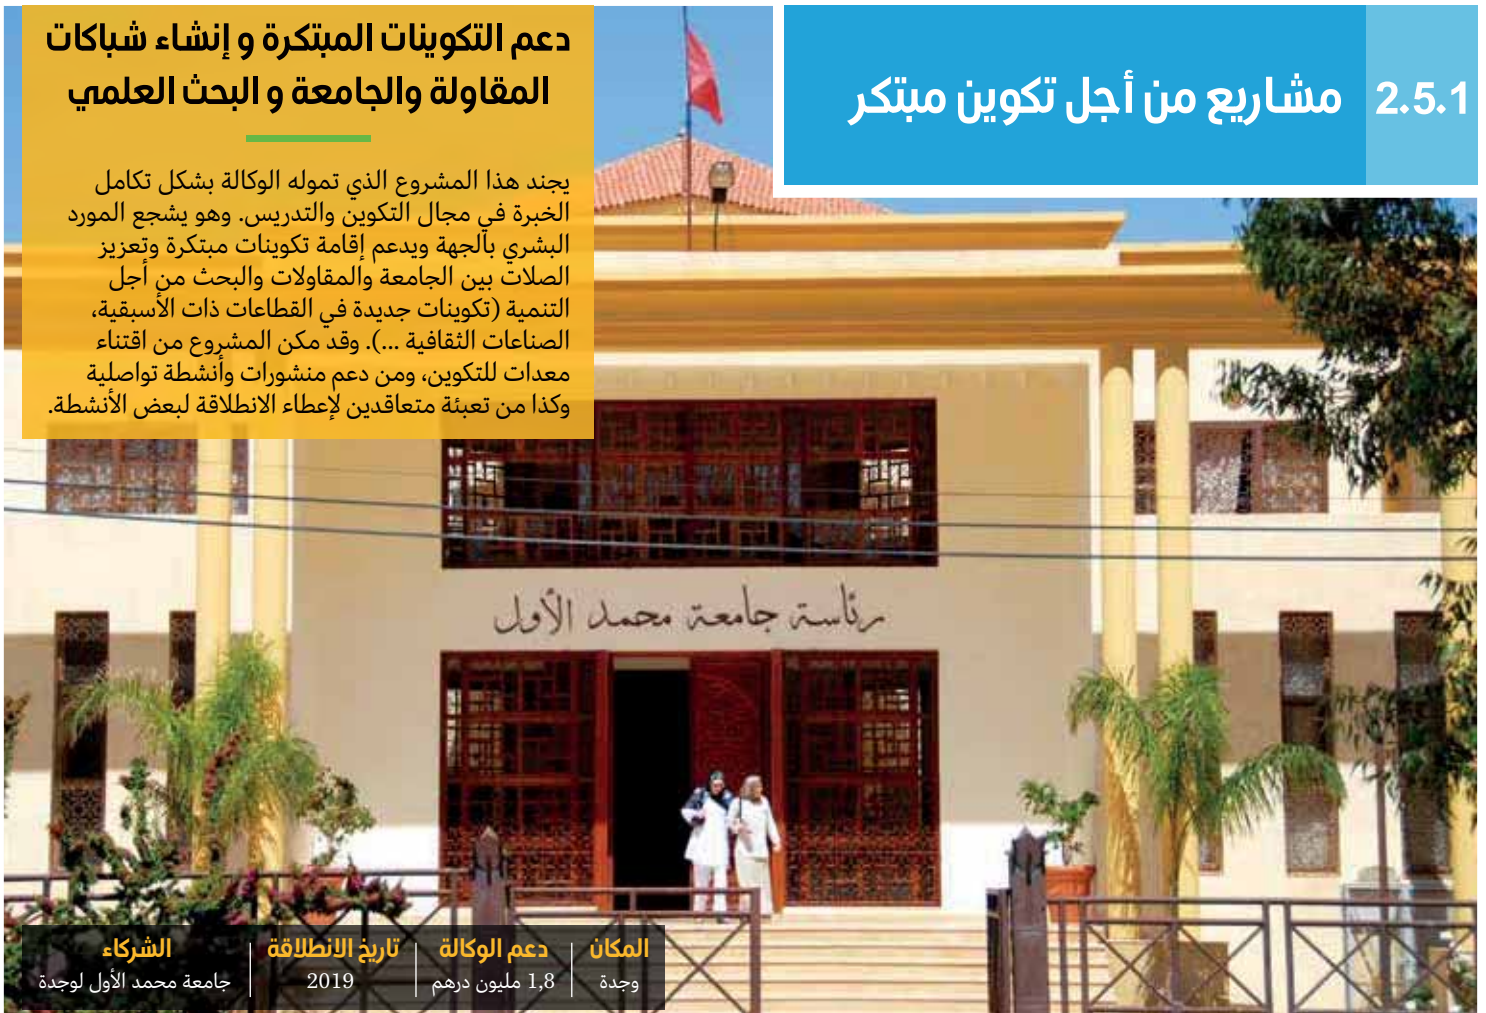 2.5.1 مشاريع من أجل تكوين مبتكر
دعم التكوينات المبتكرة و إنشاء شباكات
المقاولة والجامعة و البحث العلمي
يجند هذا المشروع الذي تموله الوكالة بشكل تكامل
الخبرة في مجال التكوين والتدريس. وهو يشجع المورد
البشري بالجهة ويدعم إقامة تكوينات مبتكرة وتعزيز
الصلات بين الجامعة والمقاولات والبحث من أجل
التنمية (تكوينات جديدة في القطاعات ذات الأسبقية،
الصناعات الثقافية ...). وقد مكن المشروع من اقتناء
معدات للتكوين، ومن دعم منشورات وأنشطة تواصلية
وكذا من تعبئة متعاقدين لإعطاء الانطلاقة لبعض الأنشطة.
رئاسة جامعة محمد الأول
المكان
وجدة
دعم الوكالة
1,8 مليون درهم
تاريخ الانطلاقة
2019
الشركاء
جامعة محمد الأول لوجدة